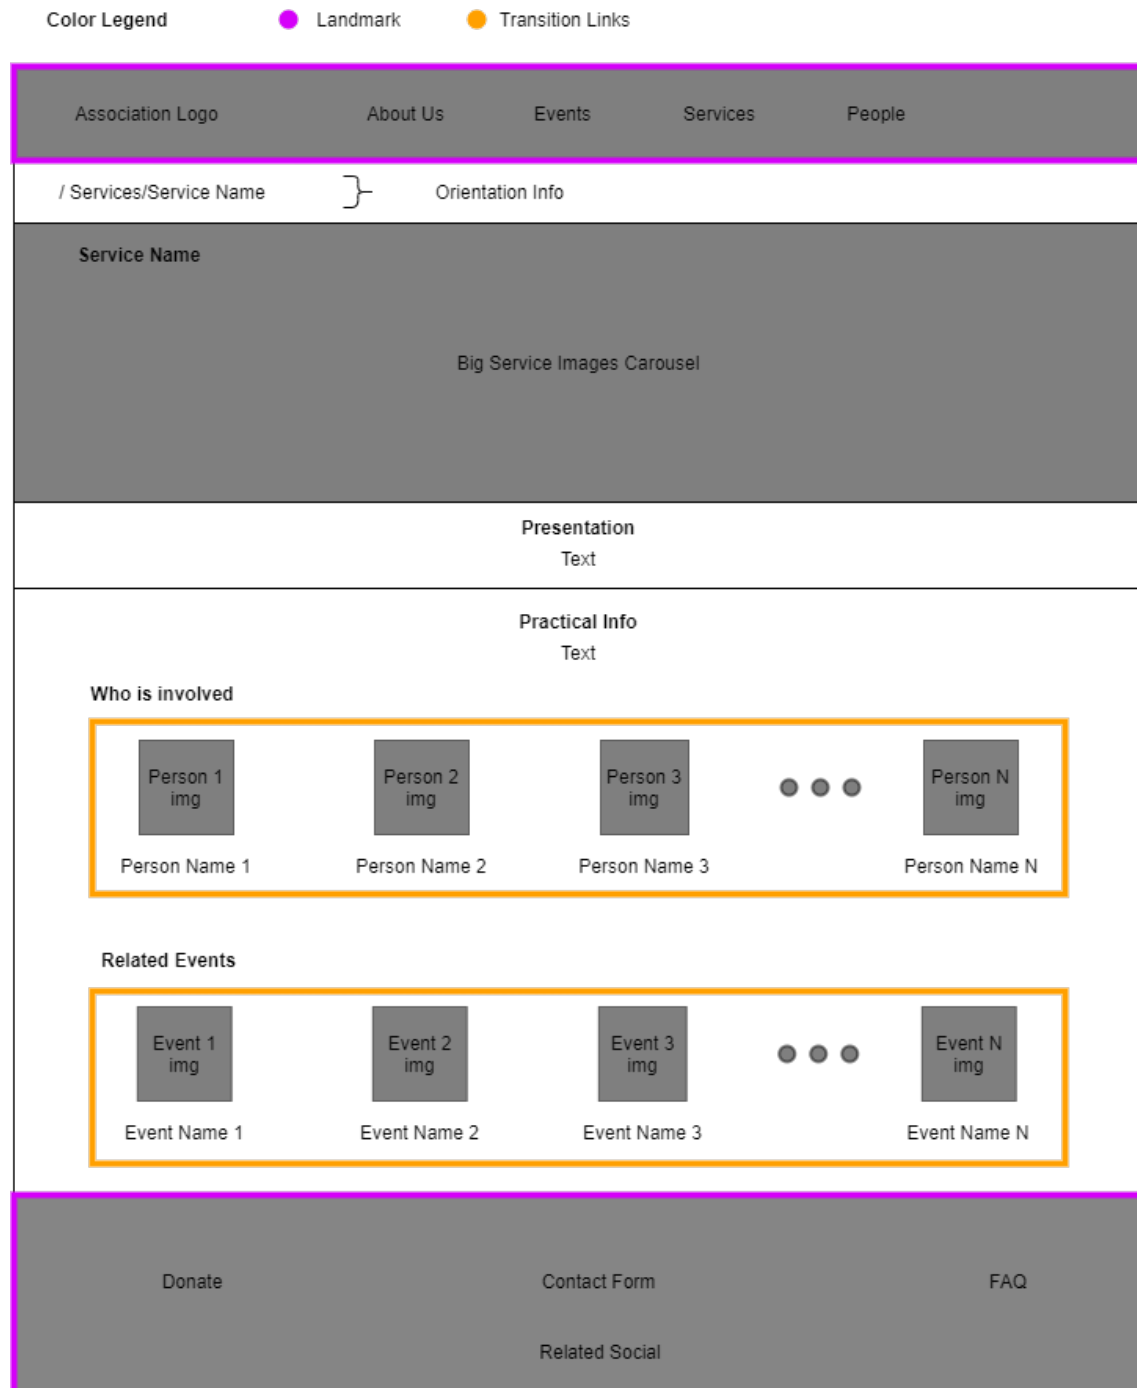 Color Legend Landmark Transition Links
Association Logo About Us Events Services People
/ Services/Service Name Orientation Info
Service Name
Big Service Images Carousel
Presentation
Text
Practical Info
Text
Who is involved
Person 1 img Person 2 img Person 3 img Person N img
Person Name 1 Person Name 2 Person Name 3 Person Name N
Related Events
Event 1 img Event 2 img Event 3 img Event N img
Event Name 1 Event Name 2 Event Name 3 Event Name N
Donate Contact Form FAQ
Related Social